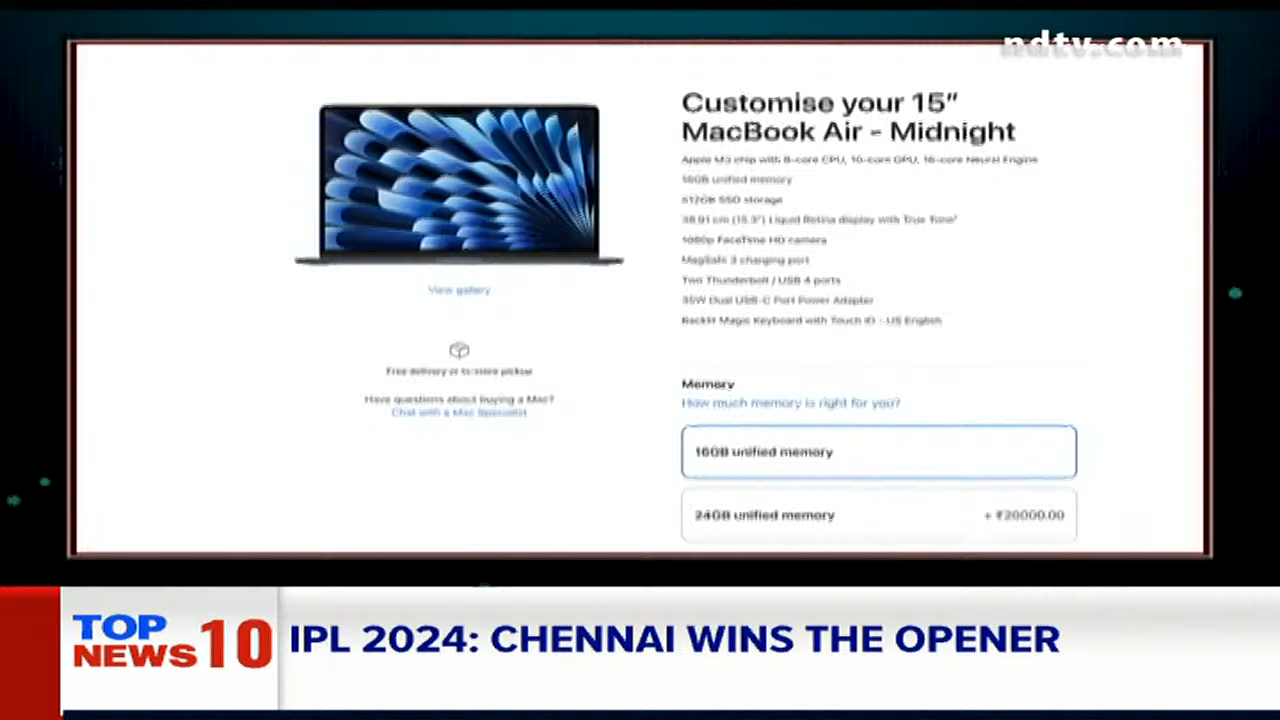 ndtv.com
Customise your 15"
MacBook Air - Midnight
Apple M3 chip with 8-core CPU, 10-core GPU, 16-core Neural Engine
16GB unified memory
512GB SSD storage
38.91 cm (15.3") Liquid Retina display with True Tone²
1080p FaceTime HD camera
MagSafe 3 charging port
Two Thunderbolt / USB 4 ports
35W Dual USB-C Port Power Adapter
Backlit Magic Keyboard with Touch ID - US English
View gallery
Free delivery or in-store pickup
Have questions about buying a Mac?
Chat with a Mac Specialist
Memory
How much memory is right for you?
16GB unified memory
24GB unified memory + ₹20000.00
TOP
NEWS 10
IPL 2024: CHENNAI WINS THE OPENER